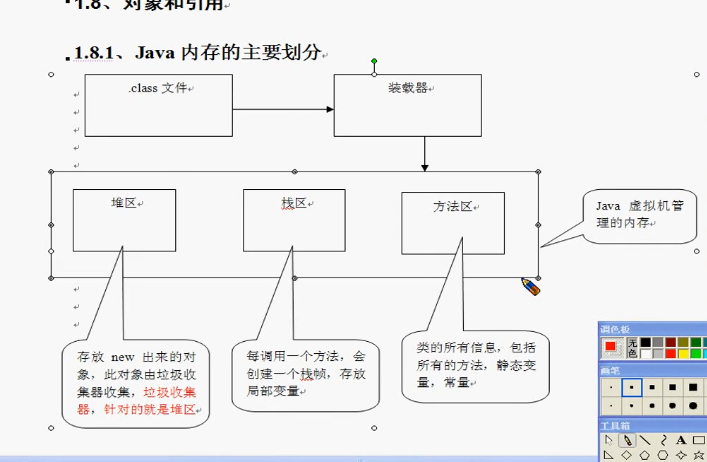 1.8、对象和引用
1.8.1、Java 内存的主要划分
.class 文件
装载器
堆区
栈区
方法区
Java 虚拟机管
理的内存
存放 new 出来的对
象，此对象由垃圾收
集器收集，垃圾收集
器，针对的就是堆区
每调用一个方法，会
创建一个栈帧，存放
局部变量
类的所有信息，包括
所有的方法，静态变
量，常量
调色板
无
色
画笔
工具箱
A